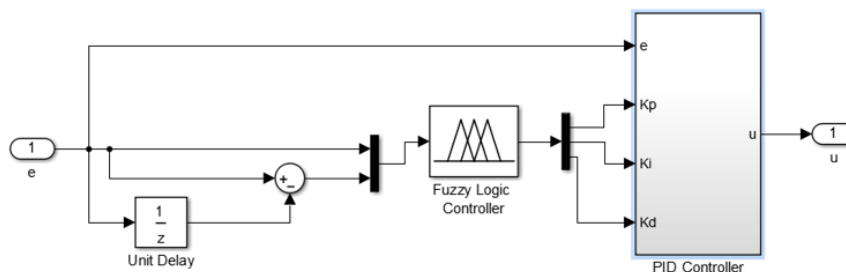 e
Kp
1
e
+
−
u
1
u
Ki
Fuzzy Logic
Controller
1
z
Kd
Unit Delay
PID Controller